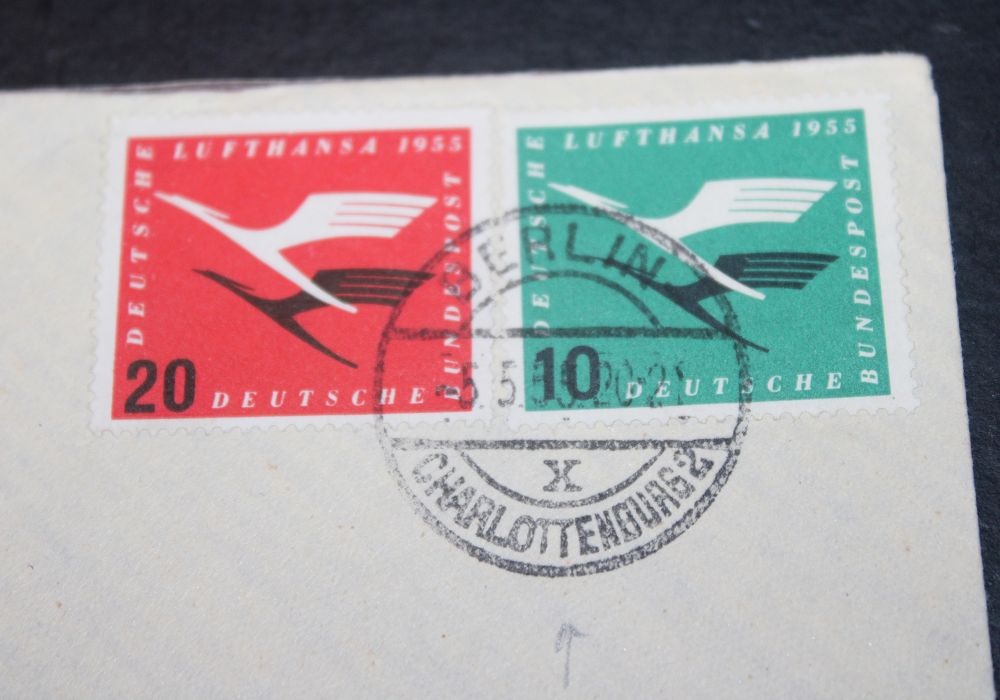 LUFTHANSA 1955
DEUTSCHE
BUNDESPOST
20
DEUTSCHE
LUFTHANSA 1955
DEUTSCHE
BUNDESPOST
10
DEUTSCHE
BERLIN
X
CHARLOTTENBURG 2